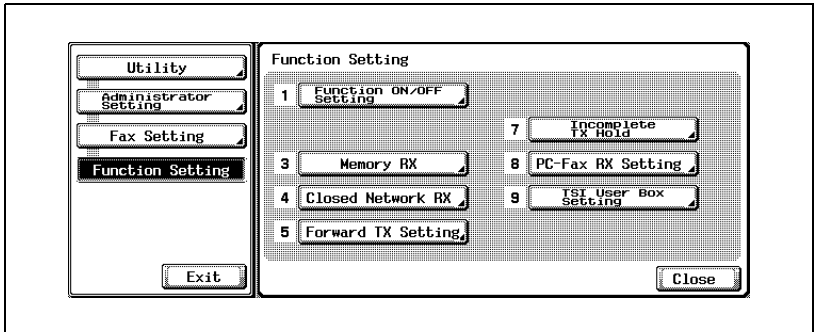 Utility
Administrator
Setting
Fax Setting
Function Setting
Exit
Function Setting
1 Function ON/OFF
Setting
3 Memory RX
4 Closed Network RX
5 Forward TX Setting
7 Incomplete
TX Hold
8 PC-Fax RX Setting
9 TSI User Box
Setting
Close